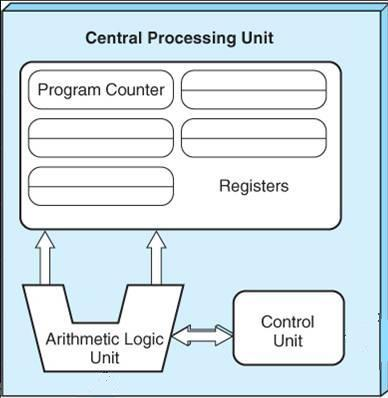 Central Processing Unit
Program Counter
Registers
Arithmetic Logic
Unit
Control
Unit